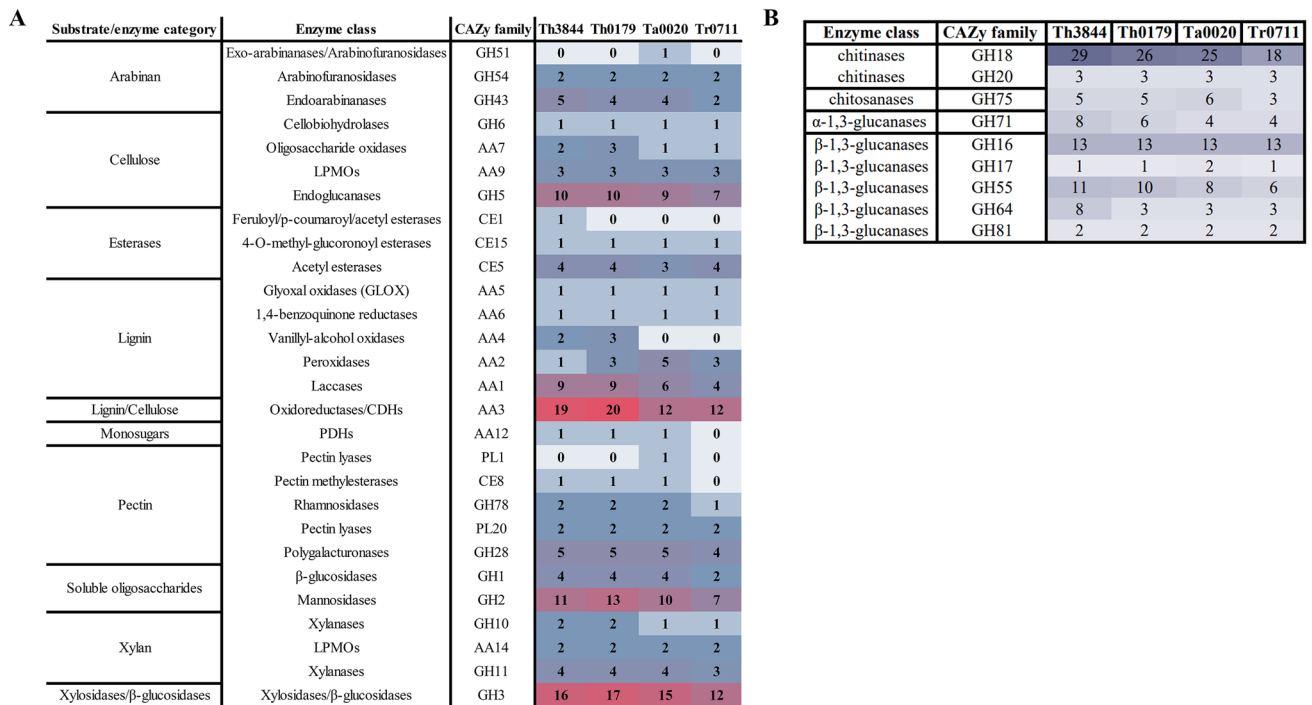 A
Substrate/enzyme category Enzyme class CAZy family Th3844 Th0179 Ta0020 Tr0711
Arabinan
Exo-arabinanases/Arabinofuranosidases GH51 0 0 1 0
Arabinofuranosidases GH54 2 2 2 2
Endoarabinanases GH43 5 4 4 2
Cellulose
Cellobiohydrolases GH6 1 1 1 1
Oligosaccharide oxidases AA7 2 3 1 1
LPMOs AA9 3 3 3 3
Endoglucanases GH5 10 10 9 7
Esterases
Feruloyl/p-coumaroyl/acetyl esterases CE1 1 0 0 0
4-O-methyl-glucoronoyl esterases CE15 1 1 1 1
Acetyl esterases CE5 4 4 3 4
Lignin
Glyoxal oxidases (GLOX) AA5 1 1 1 1
1,4-benzoquinone reductases AA6 1 1 1 1
Vanillyl-alcohol oxidases AA4 2 3 0 0
Peroxidases AA2 1 3 5 3
Laccases AA1 9 9 6 4
Lignin/Cellulose Oxidoreductases/CDHs AA3 19 20 12 12
Monosugars PDHs AA12 1 1 1 0
Pectin
Pectin lyases PL1 0 0 1 0
Pectin methylesterases CE8 1 1 1 0
Rhamnosidases GH78 2 2 2 1
Pectin lyases PL20 2 2 2 2
Polygalacturonases GH28 5 5 5 4
Soluble oligosaccharides
β-glucosidases GH1 4 4 4 2
Mannosidases GH2 11 13 10 7
Xylan
Xylanases GH10 2 2 1 1
LPMOs AA14 2 2 2 2
Xylanases GH11 4 4 4 3
Xylosidases/β-glucosidases Xylosidases/β-glucosidases GH3 16 17 15 12
B
Enzyme class CAZy family Th3844 Th0179 Ta0020 Tr0711
chitinases GH18 29 26 25 18
chitinases GH20 3 3 3 3
chitosanases GH75 5 5 6 3
α-1,3-glucanases GH71 8 6 4 4
β-1,3-glucanases GH16 13 13 13 13
β-1,3-glucanases GH17 1 1 2 1
β-1,3-glucanases GH55 11 10 8 6
β-1,3-glucanases GH64 8 3 3 3
β-1,3-glucanases GH81 2 2 2 2